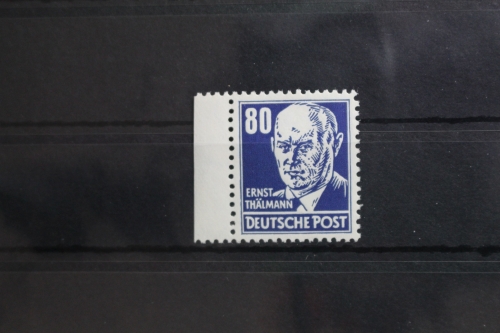 80
ERNST
THÄLMANN
DEUTSCHE POST